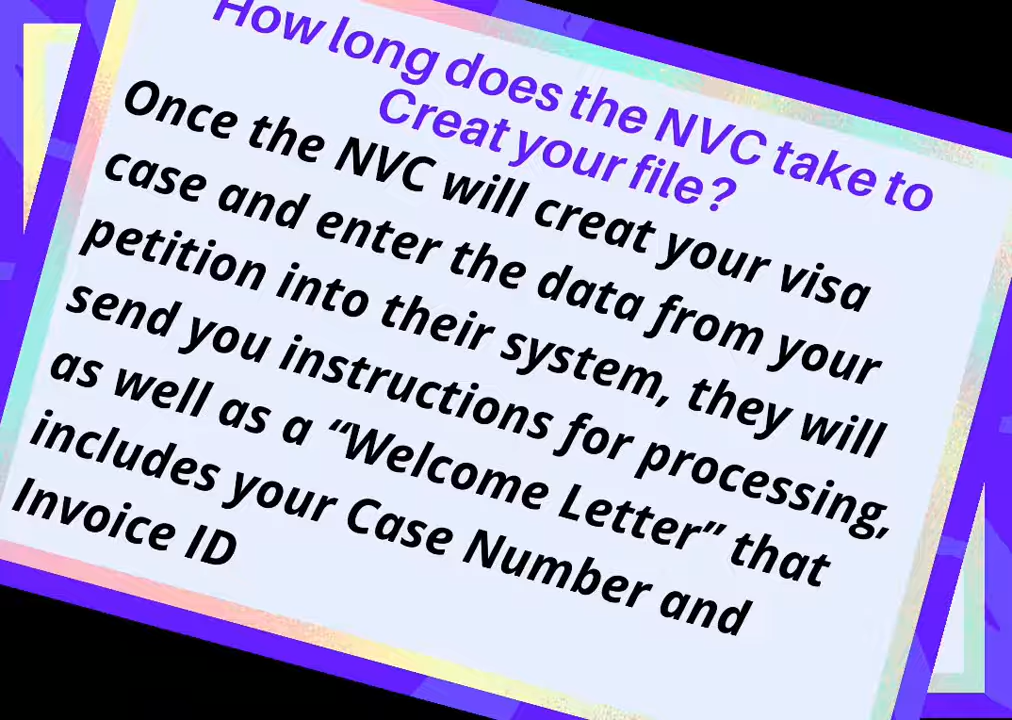 How long does the NVC take to
Creat your file?
Once the NVC will creat your visa
case and enter the data from your
petition into their system, they will
send you instructions for processing,
as well as a “Welcome Letter” that
includes your Case Number and
Invoice ID